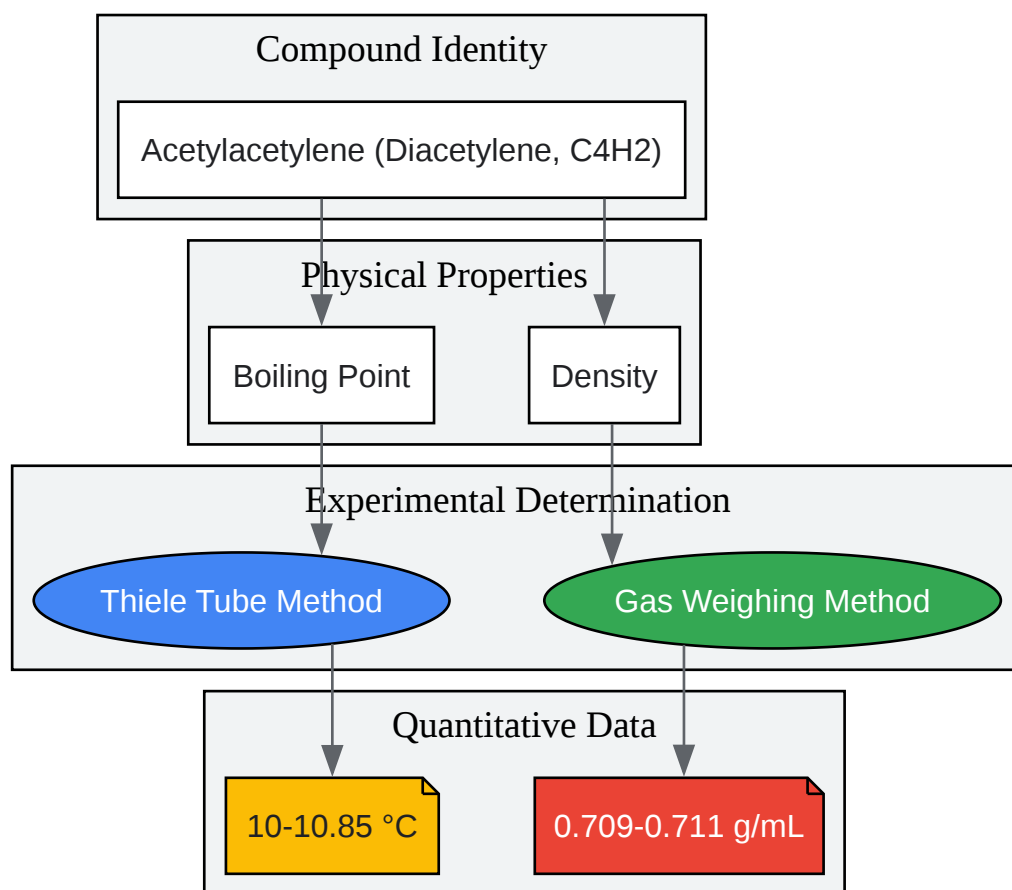 Compound Identity
Acetylacetylene (Diacetylene, C4H2)
Physical Properties
Boiling Point
Density
Experimental Determination
Thiele Tube Method
Gas Weighing Method
Quantitative Data
10-10.85 °C
0.709-0.711 g/mL